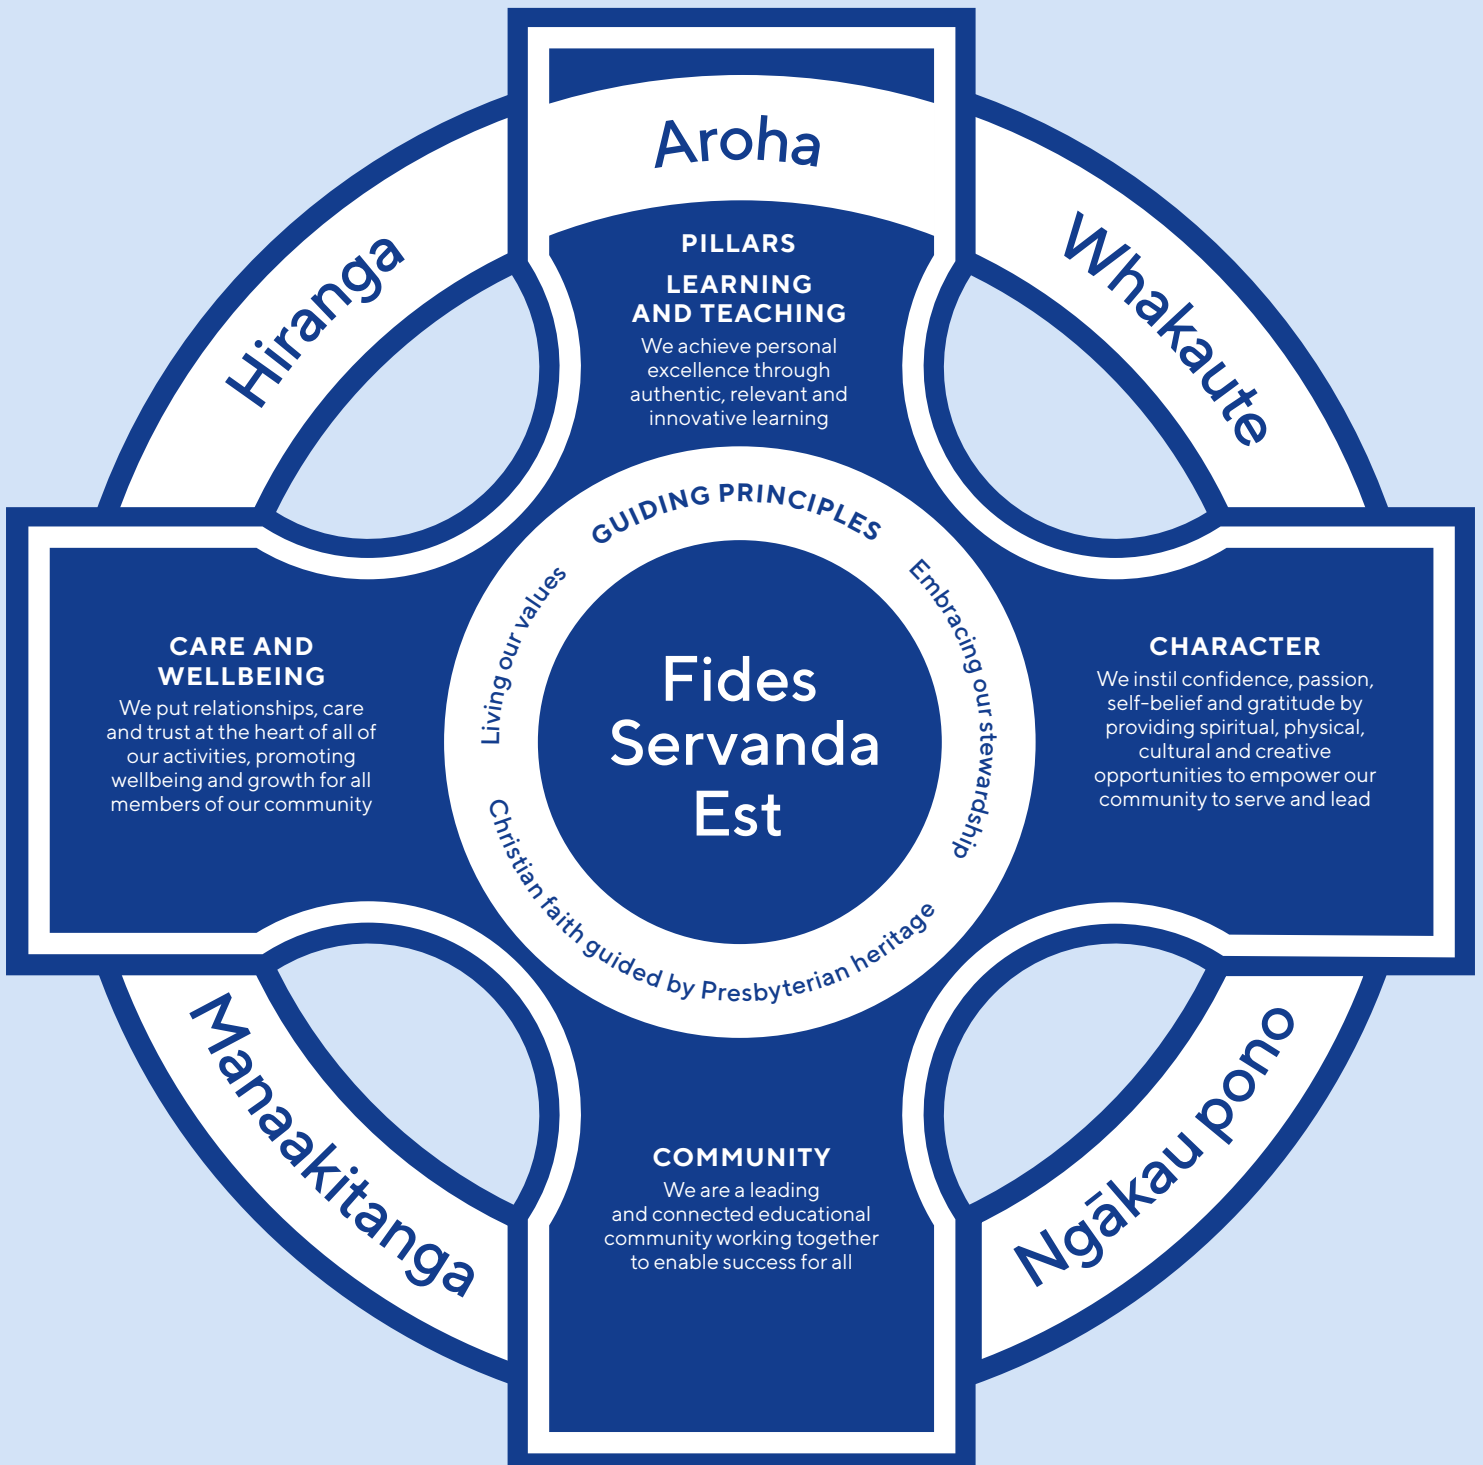 Aroha
Hiranga
Whakaute
PILLARS
LEARNING
AND TEACHING
We achieve personal
excellence through
authentic, relevant and
innovative learning
GUIDING PRINCIPLES
Living our values
Embracing our stewardship
Christian faith guided by Presbyterian heritage
Fides
Servanda
Est
CARE AND
WELLBEING
We put relationships, care
and trust at the heart of all of
our activities, promoting
wellbeing and growth for all
members of our community
CHARACTER
We instil confidence, passion,
self-belief and gratitude by
providing spiritual, physical,
cultural and creative
opportunities to empower our
community to serve and lead
Manaakitanga
Ngākau pono
COMMUNITY
We are a leading
and connected educational
community working together
to enable success for all